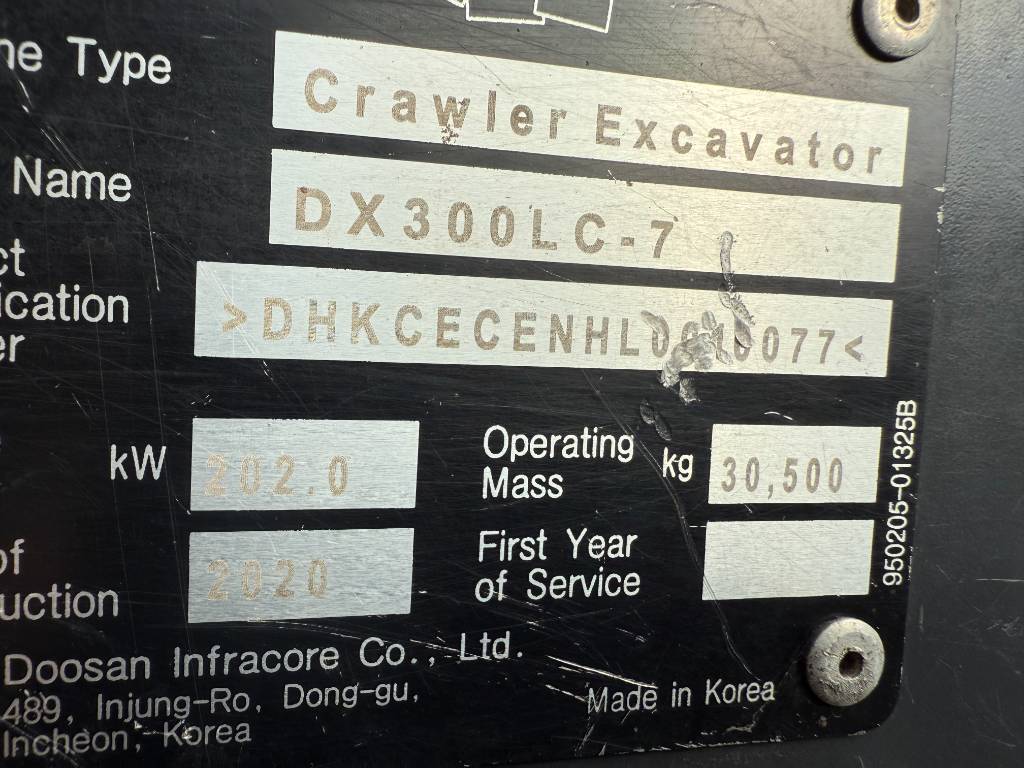 ne Type Crawler Excavator
Name DX300LC-7
ct
ication
er >DHKCECENHL0010077<
kW 202.0
Operating
Mass kg 30,500
of
uction 2020
First Year
of Service
950205-01325B
Doosan Infracore Co., Ltd.
489, Injung-Ro, Dong-gu,
Incheon, Korea
Made in Korea